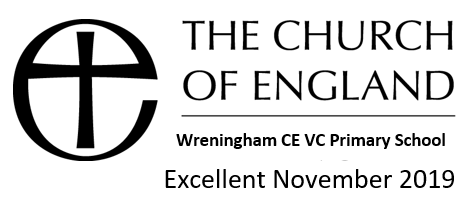 THE CHURCH
OF ENGLAND
Wreningham CE VC Primary School
Excellent November 2019